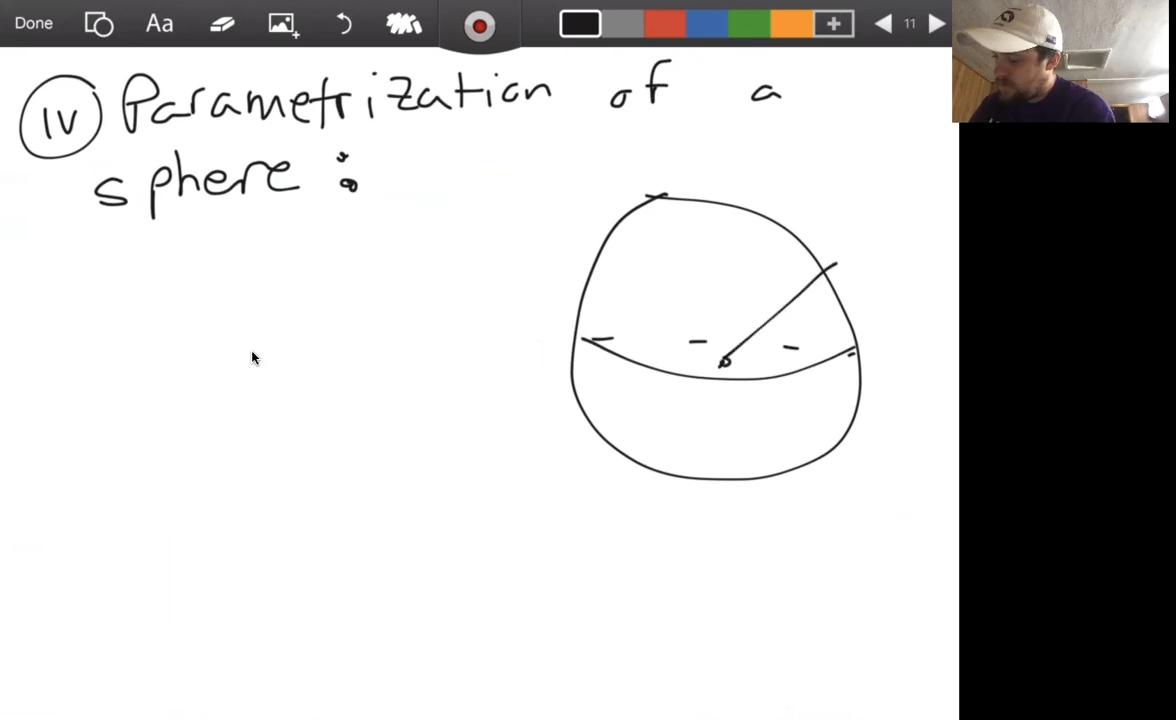 Done Aa 11
IV Parametrization of a
sphere :